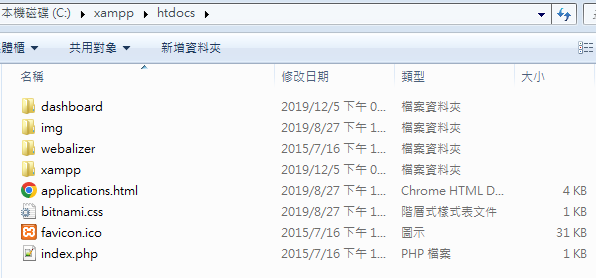 本機磁碟 (C:) ▸ xampp ▸ htdocs ▸
體櫃 ▼ 共用對象 ▼ 新增資料夾
名稱 修改日期 類型 大小
dashboard 2019/12/5 下午 0... 檔案資料夾
img 2019/8/27 下午 1... 檔案資料夾
webalizer 2015/7/16 下午 1... 檔案資料夾
xampp 2019/12/5 下午 0... 檔案資料夾
applications.html 2019/8/27 下午 1... Chrome HTML D... 4 KB
bitnami.css 2019/8/27 下午 1... 階層式樣式表文件 1 KB
favicon.ico 2015/7/16 下午 1... 圖示 31 KB
index.php 2015/7/16 下午 1... PHP 檔案 1 KB